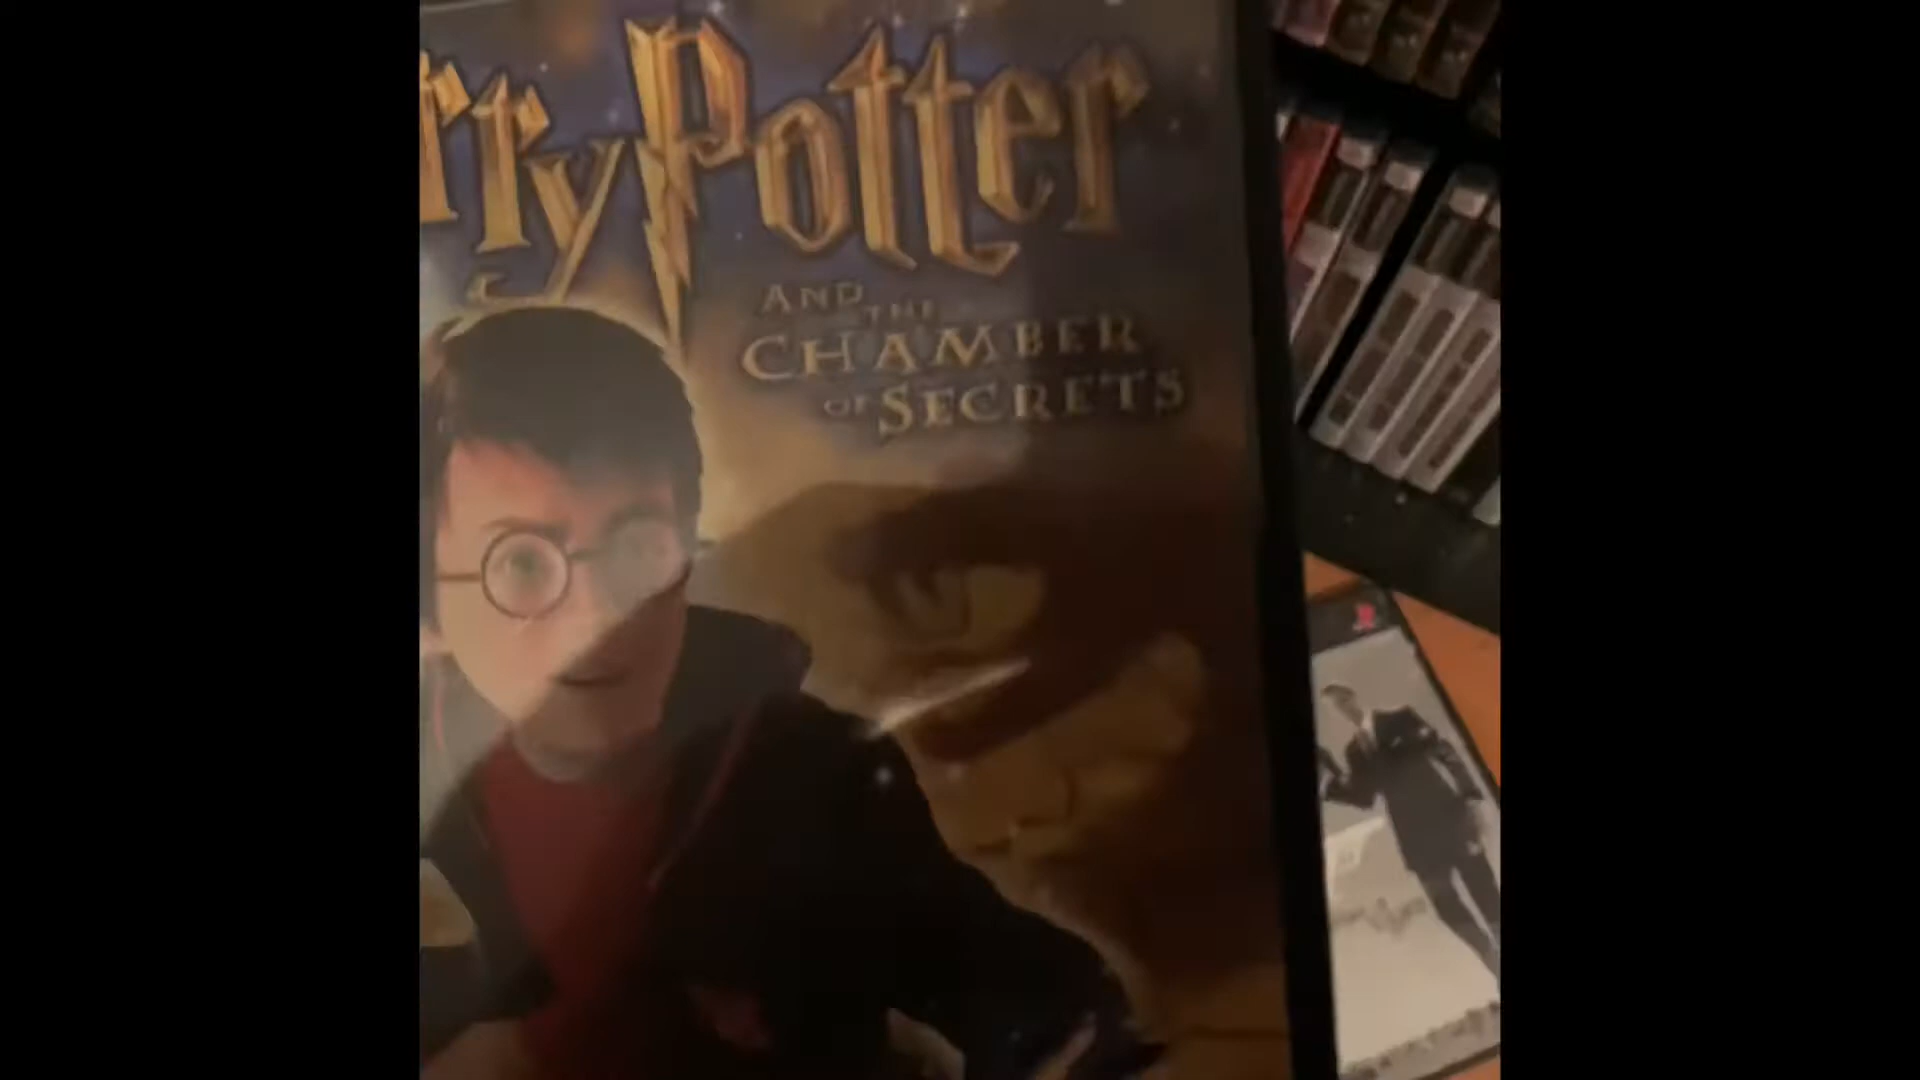 rry Potter
AND THE
CHAMBER
OF SECRETS